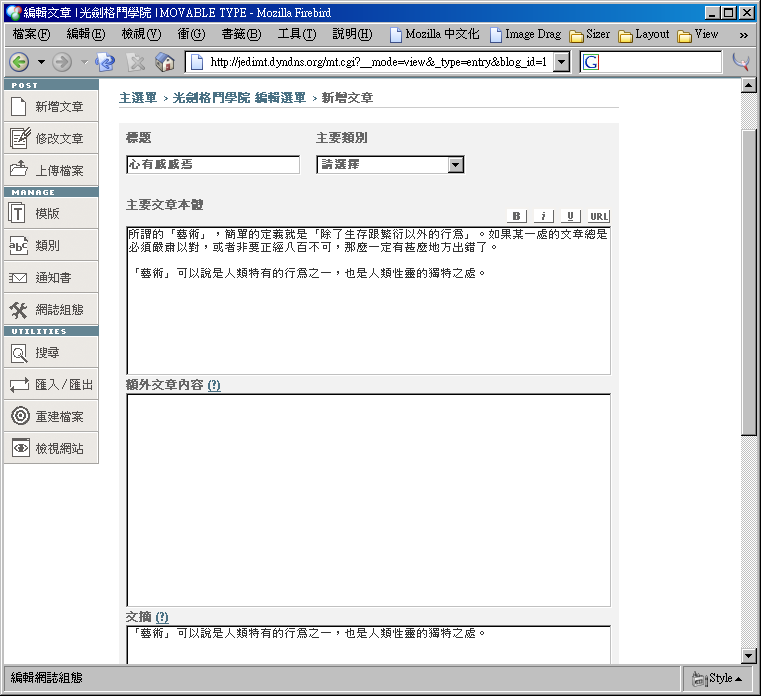 編輯文章 | 光劍格鬥學院 | MOVABLE TYPE - Mozilla Firebird
檔案(F) 編輯(E) 檢視(V) 衝(G) 書籤(B) 工具(T) 說明(H) Mozilla 中文化 Image Drag Sizer Layout View »
http://jedimt.dyndns.org/mt.cgi?__mode=view&_type=entry&blog_id=1 G
POST
新增文章
修改文章
上傳檔案
MANAGE
模版
類別
通知書
網誌組態
UTILITIES
搜尋
匯入/匯出
重建檔案
檢視網站
主選單 > 光劍格鬥學院 編輯選單 > 新增文章
標題 主要類別
心有戚戚焉 請選擇
主要文章本體
B i U URL
所謂的「藝術」，簡單的定義就是「除了生存跟繁衍以外的行為」。如果某一處的文章總是
必須嚴肅以對，或者非要正經八百不可，那麼一定有甚麼地方出錯了。
「藝術」可以說是人類特有的行為之一，也是人類性靈的獨特之處。
額外文章內容 (?)
文摘 (?)
「藝術」可以說是人類特有的行為之一，也是人類性靈的獨特之處。
編輯網誌組態 Style